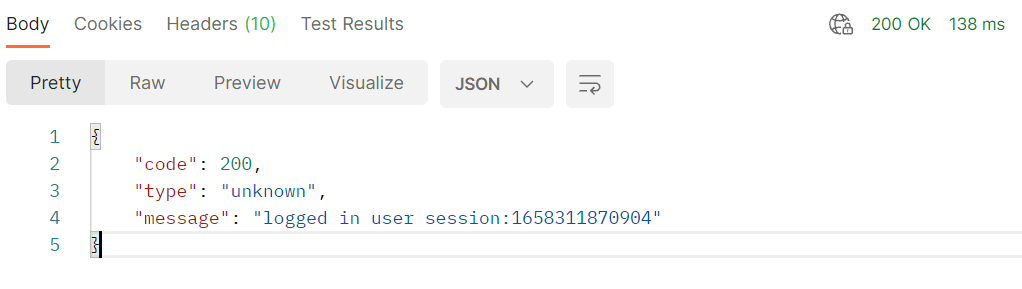 Body Cookies Headers (10) Test Results 200 OK 138 ms
Pretty Raw Preview Visualize JSON
1 {
2 "code": 200,
3 "type": "unknown",
4 "message": "logged in user session:1658311870904"
5 }